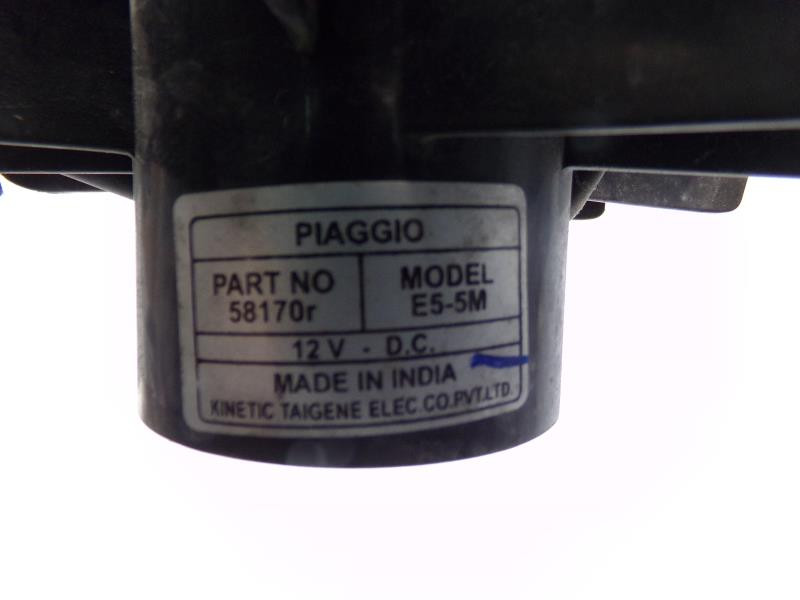 PIAGGIO
PART NO
58170r
MODEL
E5-5M
12 V - D.C.
MADE IN INDIA
KINETIC TAIGENE ELEC.CO.PVT.LTD.